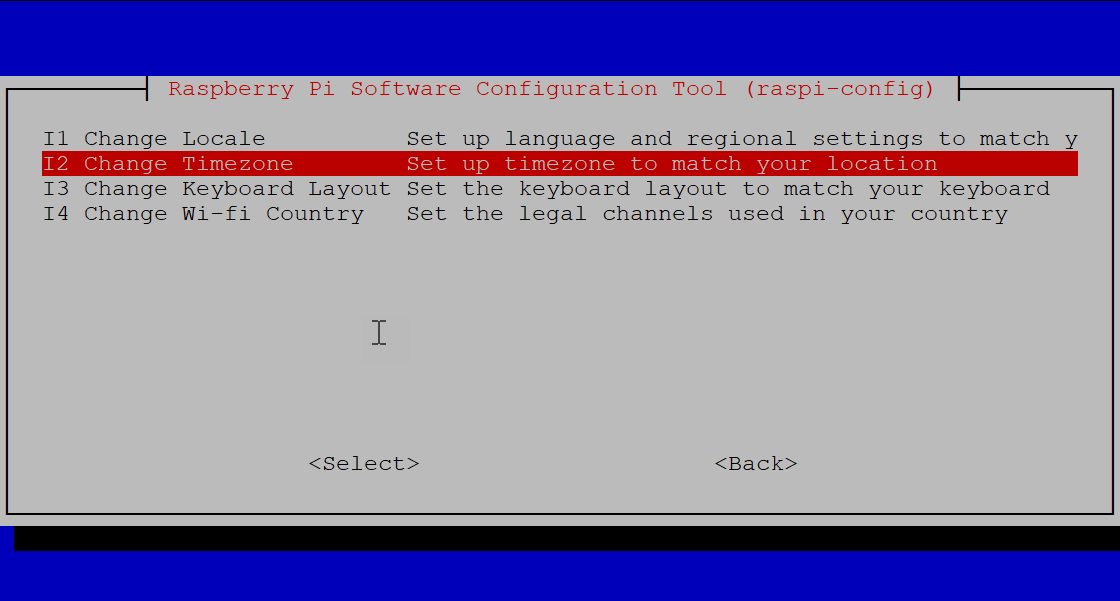 Raspberry Pi Software Configuration Tool (raspi-config)
I1 Change Locale Set up language and regional settings to match y
I2 Change Timezone Set up timezone to match your location
I3 Change Keyboard Layout Set the keyboard layout to match your keyboard
I4 Change Wi-fi Country Set the legal channels used in your country
<Select> <Back>